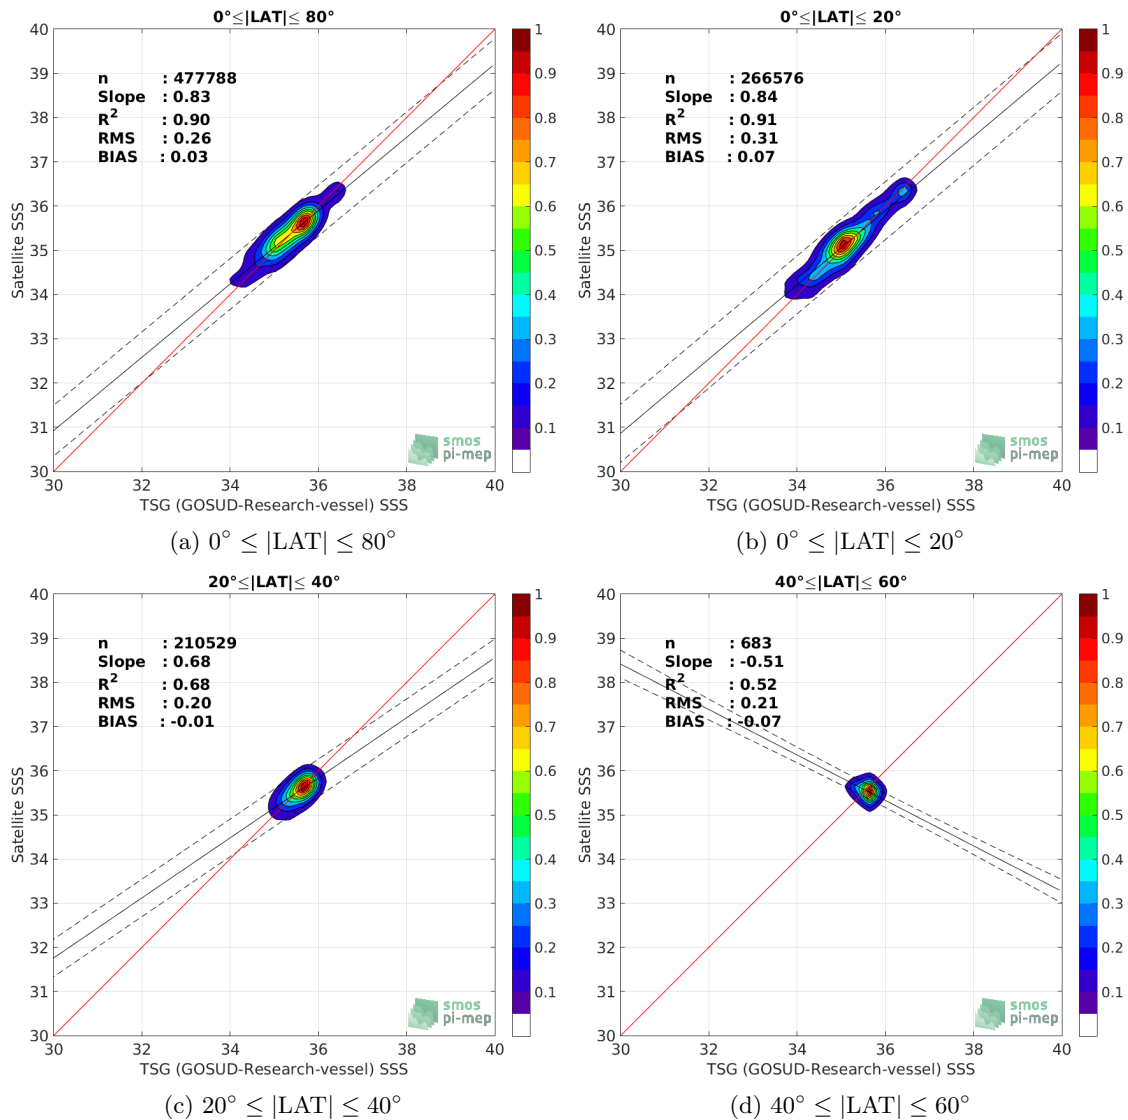 0°≤|LAT|≤ 80°
40
39
38
37
36
35
34
33
32
31
30
Satellite SSS
n : 477788
Slope : 0.83
R² : 0.90
RMS : 0.26
BIAS : 0.03
smos
pi-mep
30 32 34 36 38 40
TSG (GOSUD-Research-vessel) SSS
1
0.9
0.8
0.7
0.6
0.5
0.4
0.3
0.2
0.1
(a) 0° ≤ |LAT| ≤ 80°
0°≤|LAT|≤ 20°
40
39
38
37
36
35
34
33
32
31
30
Satellite SSS
n : 266576
Slope : 0.84
R² : 0.91
RMS : 0.31
BIAS : 0.07
smos
pi-mep
30 32 34 36 38 40
TSG (GOSUD-Research-vessel) SSS
1
0.9
0.8
0.7
0.6
0.5
0.4
0.3
0.2
0.1
(b) 0° ≤ |LAT| ≤ 20°
20°≤|LAT|≤ 40°
40
39
38
37
36
35
34
33
32
31
30
Satellite SSS
n : 210529
Slope : 0.68
R² : 0.68
RMS : 0.20
BIAS : -0.01
smos
pi-mep
30 32 34 36 38 40
TSG (GOSUD-Research-vessel) SSS
1
0.9
0.8
0.7
0.6
0.5
0.4
0.3
0.2
0.1
(c) 20° ≤ |LAT| ≤ 40°
40°≤|LAT|≤ 60°
40
39
38
37
36
35
34
33
32
31
30
Satellite SSS
n : 683
Slope : -0.51
R² : 0.52
RMS : 0.21
BIAS : -0.07
smos
pi-mep
30 32 34 36 38 40
TSG (GOSUD-Research-vessel) SSS
1
0.9
0.8
0.7
0.6
0.5
0.4
0.3
0.2
0.1
(d) 40° ≤ |LAT| ≤ 60°